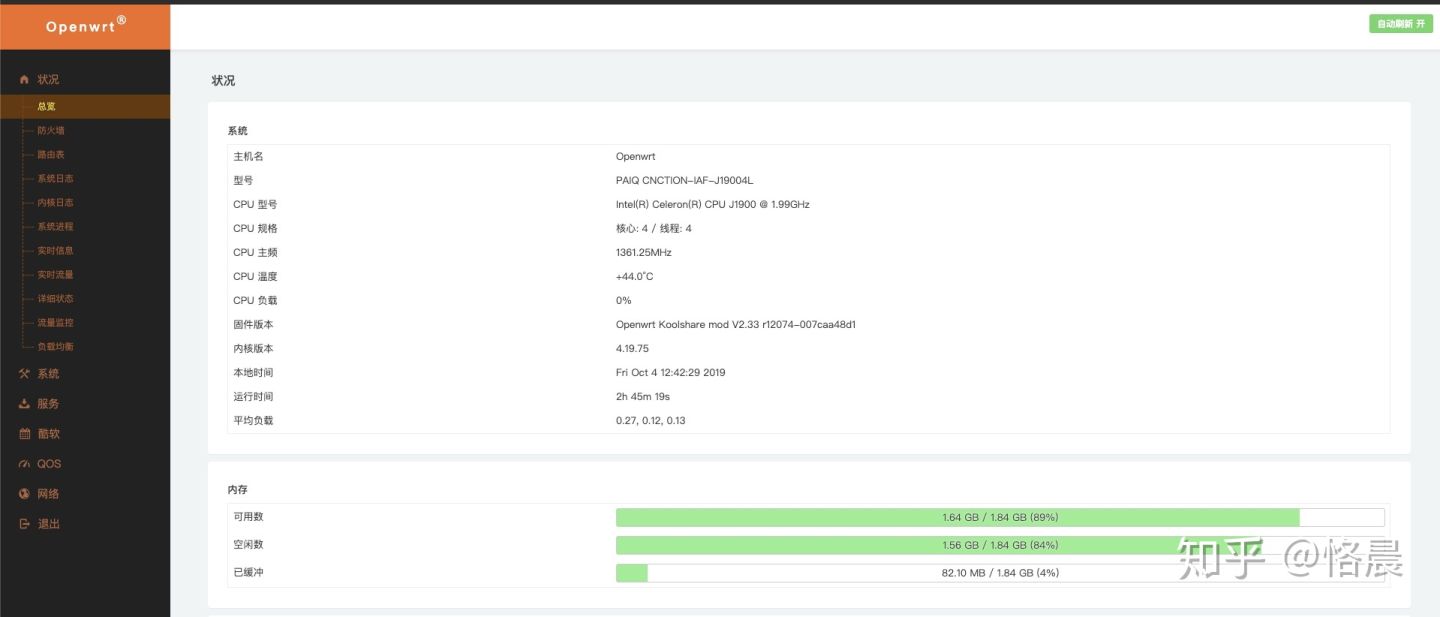 Openwrt®
自动刷新 开
状况
总览
防火墙
路由表
系统日志
内核日志
系统进程
实时信息
实时流量
详细状态
流量监控
负载均衡
系统
服务
酷软
QOS
网络
退出
状况
系统
主机名 Openwrt
型号 PAIQ CNCTION-IAF-J19004L
CPU 型号 Intel(R) Celeron(R) CPU J1900 @ 1.99GHz
CPU 规格 核心: 4 / 线程: 4
CPU 主频 1361.25MHz
CPU 温度 +44.0°C
CPU 负载 0%
固件版本 Openwrt Koolshare mod V2.33 r12074-007caa48d1
内核版本 4.19.75
本地时间 Fri Oct 4 12:42:29 2019
运行时间 2h 45m 19s
平均负载 0.27, 0.12, 0.13
内存
可用数 1.64 GB / 1.84 GB (89%)
空闲数 1.56 GB / 1.84 GB (84%)
已缓冲 82.10 MB / 1.84 GB (4%)
知乎 @恪晨